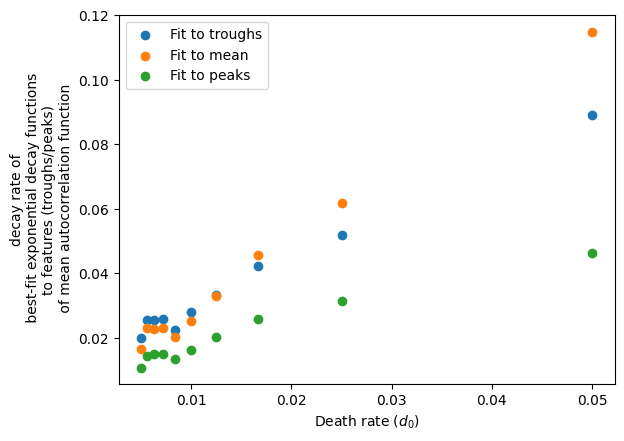 0.12
0.10
0.08
0.06
0.04
0.02
0.01
0.02
0.03
0.04
0.05
Fit to troughs
Fit to mean
Fit to peaks
decay rate of
best-fit exponential decay functions
to features (troughs/peaks)
of mean autocorrelation function
Death rate (d₀)